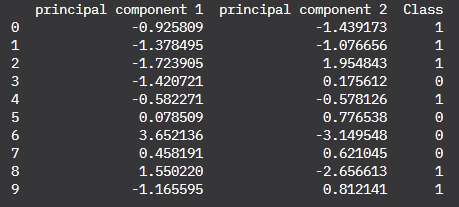 principal component 1 principal component 2 Class
0 -0.925809 -1.439173 1
1 -1.378495 -1.076656 1
2 -1.723905 1.954843 1
3 -1.420721 0.175612 0
4 -0.582271 -0.578126 1
5 0.078509 0.776538 0
6 3.652136 -3.149548 0
7 0.458191 0.621045 0
8 1.550220 -2.656613 1
9 -1.165595 0.812141 1